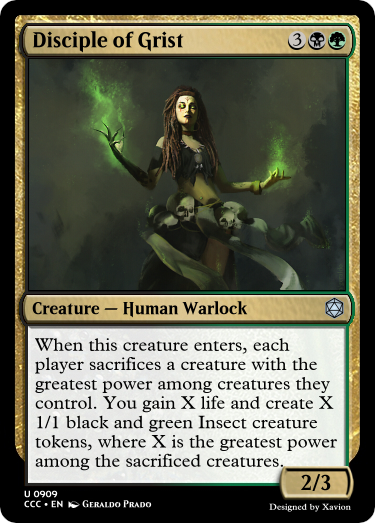 Disciple of Grist 3
Creature — Human Warlock
When this creature enters, each
player sacrifices a creature with the
greatest power among creatures they
control. You gain X life and create X
1/1 black and green Insect creature
tokens, where X is the greatest power
among the sacrificed creatures.
2/3
U 0909
CCC • EN Geraldo Prado
Designed by Xavion